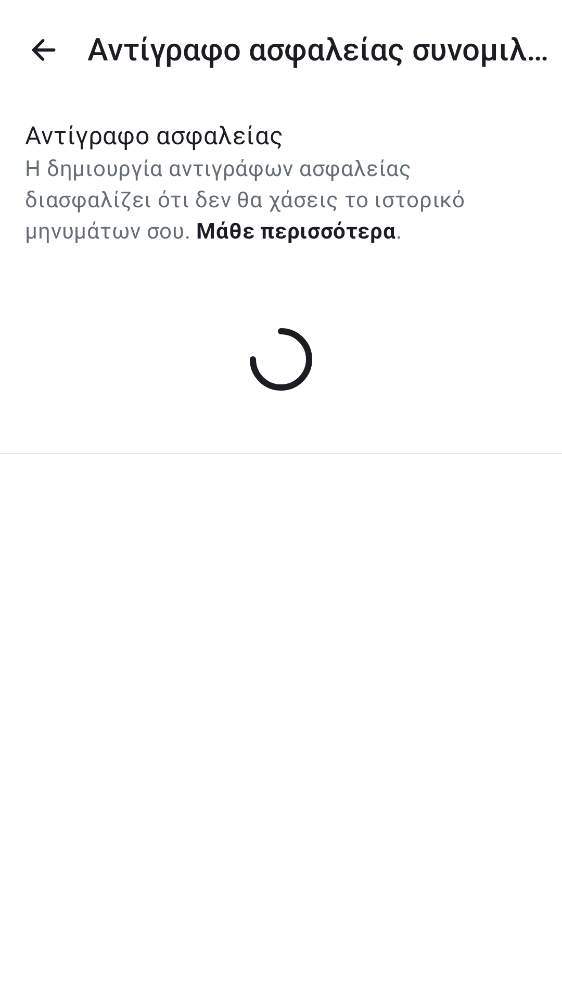 Αντίγραφο ασφαλείας συνομιλ...
Αντίγραφο ασφαλείας
Η δημιουργία αντιγράφων ασφαλείας
διασφαλίζει ότι δεν θα χάσεις το ιστορικό
μηνυμάτων σου. Μάθε περισσότερα.